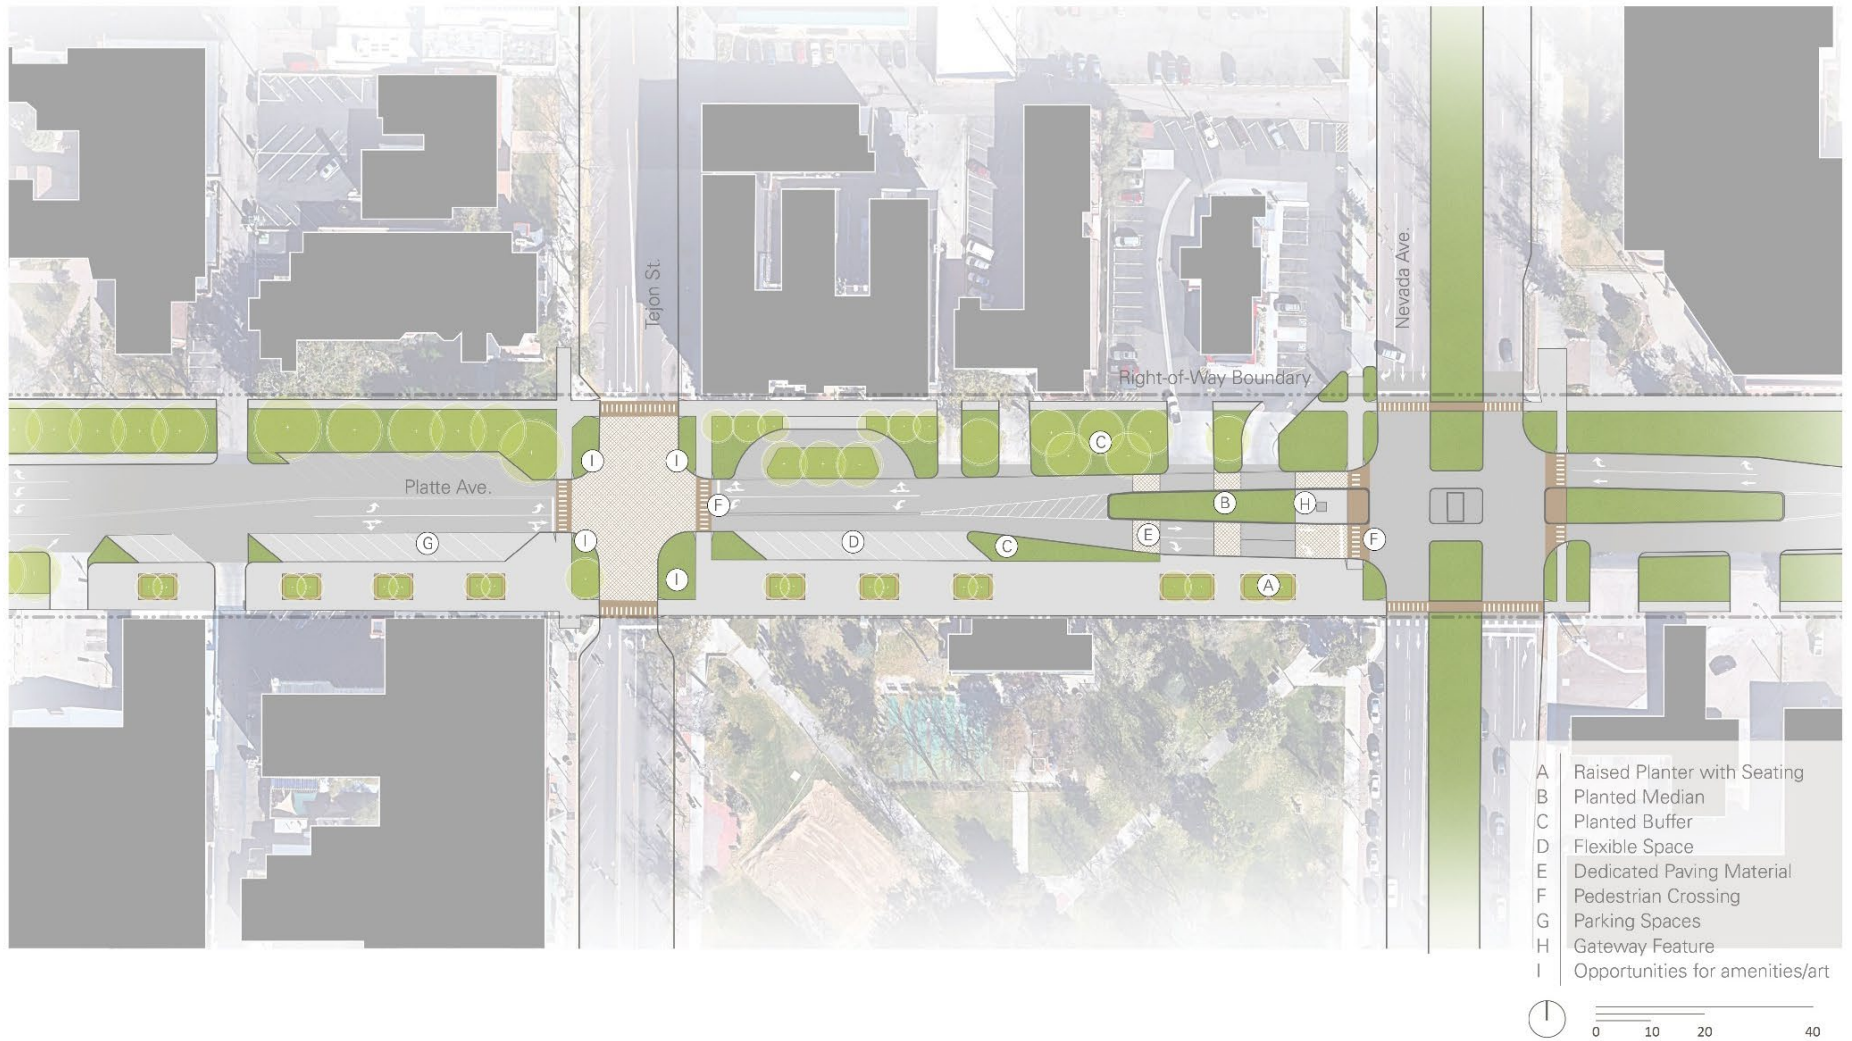 Tejon St.
Nevada Ave.
Right-of-Way Boundary
C
I
I
Platte Ave.
F
B
H
G
I
D
C
E
F
I
A
A Raised Planter with Seating
B Planted Median
C Planted Buffer
D Flexible Space
E Dedicated Paving Material
F Pedestrian Crossing
G Parking Spaces
H Gateway Feature
I Opportunities for amenities/art
0 10 20 40